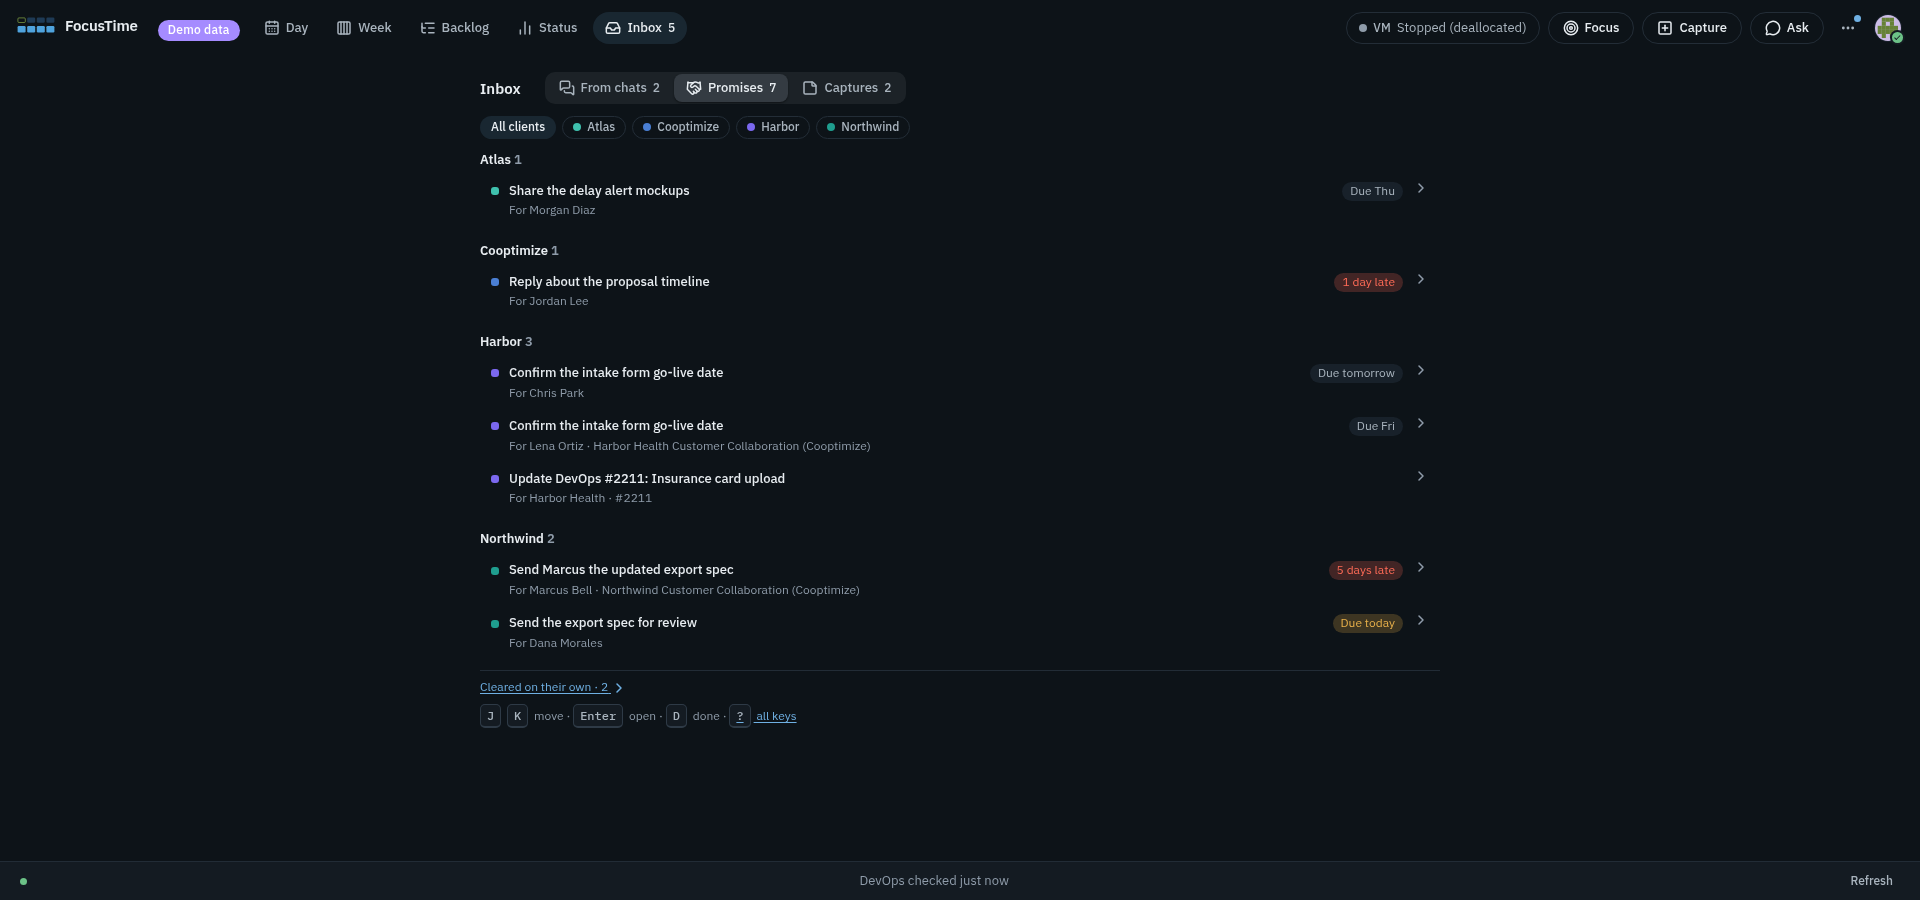 FocusTime
Demo data
Day
Week
Backlog
Status
Inbox 5
VM Stopped (deallocated)
Focus
Capture
Ask
Inbox
From chats 2
Promises 7
Captures 2
All clients
Atlas
Cooptimize
Harbor
Northwind
Atlas 1
Share the delay alert mockups
Due Thu
For Morgan Diaz
Cooptimize 1
Reply about the proposal timeline
1 day late
For Jordan Lee
Harbor 3
Confirm the intake form go-live date
Due tomorrow
For Chris Park
Confirm the intake form go-live date
Due Fri
For Lena Ortiz · Harbor Health Customer Collaboration (Cooptimize)
Update DevOps #2211: Insurance card upload
For Harbor Health · #2211
Northwind 2
Send Marcus the updated export spec
5 days late
For Marcus Bell · Northwind Customer Collaboration (Cooptimize)
Send the export spec for review
Due today
For Dana Morales
Cleared on their own · 2
J K move · Enter open · D done · ? all keys
DevOps checked just now
Refresh